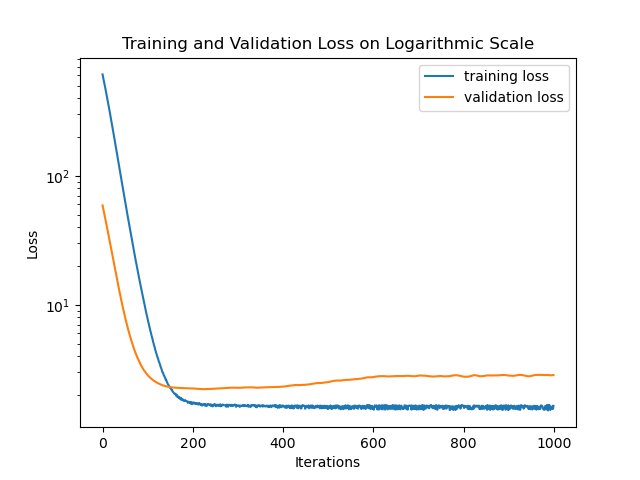 Training and Validation Loss on Logarithmic Scale
training loss
validation loss
10²
10¹
Loss
0
200
400
600
800
1000
Iterations